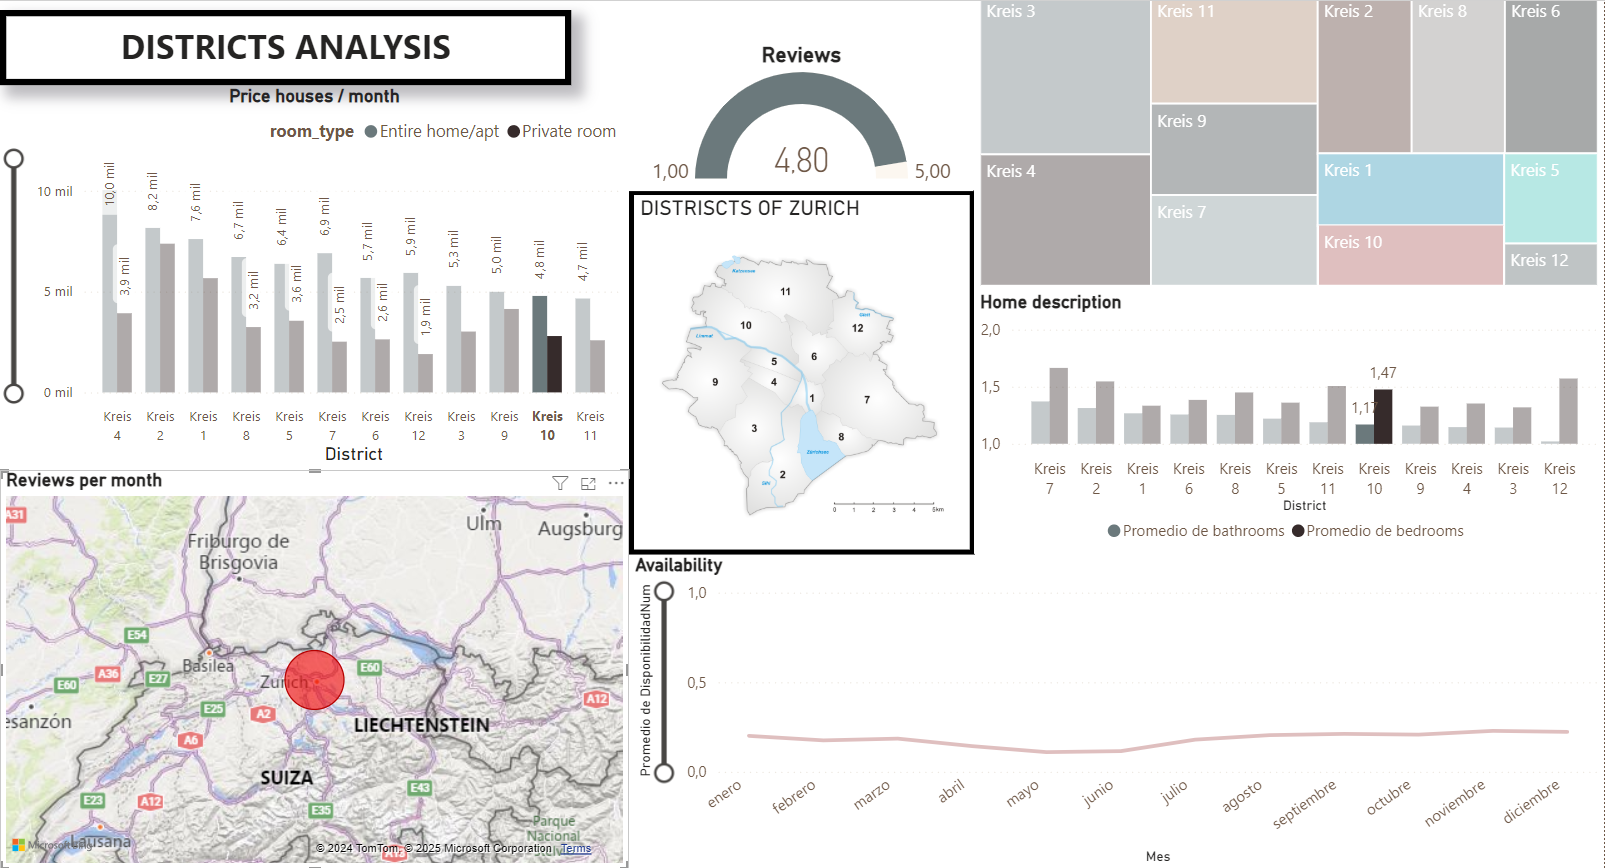 DISTRICTS ANALYSIS
Price houses / month
room_type Entire home/apt Private room
10 mil
5 mil
0 mil
10,0 mil
3,9 mil
8,2 mil
7,6 mil
6,7 mil
3,2 mil
6,4 mil
3,6 mil
6,9 mil
2,5 mil
5,7 mil
2,6 mil
5,9 mil
1,9 mil
5,3 mil
5,0 mil
4,8 mil
4,7 mil
Kreis 4
Kreis 2
Kreis 1
Kreis 8
Kreis 5
Kreis 7
Kreis 6
Kreis 12
Kreis 3
Kreis 9
Kreis 10
Kreis 11
District
Reviews
4,80
1,00
5,00
Kreis 3
Kreis 11
Kreis 2
Kreis 8
Kreis 6
Kreis 9
Kreis 4
Kreis 1
Kreis 5
Kreis 7
Kreis 10
Kreis 12
DISTRISCTS OF ZURICH
Katzensee
11
10
Glatt
12
Limmat
6
5
9
4
1
7
3
8
Zürichsee
2
Sihl
0 1 2 3 4 5km
Home description
2,0
1,5
1,0
1,17
1,47
Kreis 7
Kreis 2
Kreis 1
Kreis 6
Kreis 8
Kreis 5
Kreis 11
Kreis 10
Kreis 9
Kreis 4
Kreis 3
Kreis 12
District
Promedio de bathrooms Promedio de bedrooms
Reviews per month
A31
Ulm
Augsburg
Friburgo de
Brisgovia
E54
Basilea
A36
E27
E60
E60
Zurich
esanzón
E25
A2
A12
LIECHTENSTEIN
A6
SUIZA
E43
E23
A12
E35
Parque
Nacional
Lausana
A13
© 2024 TomTom, © 2025 Microsoft Corporation Terms
Availability
Promedio de DisponibilidadNum
1,0
0,5
0,0
enero
febrero
marzo
abril
mayo
junio
julio
agosto
septiembre
octubre
noviembre
diciembre
Mes